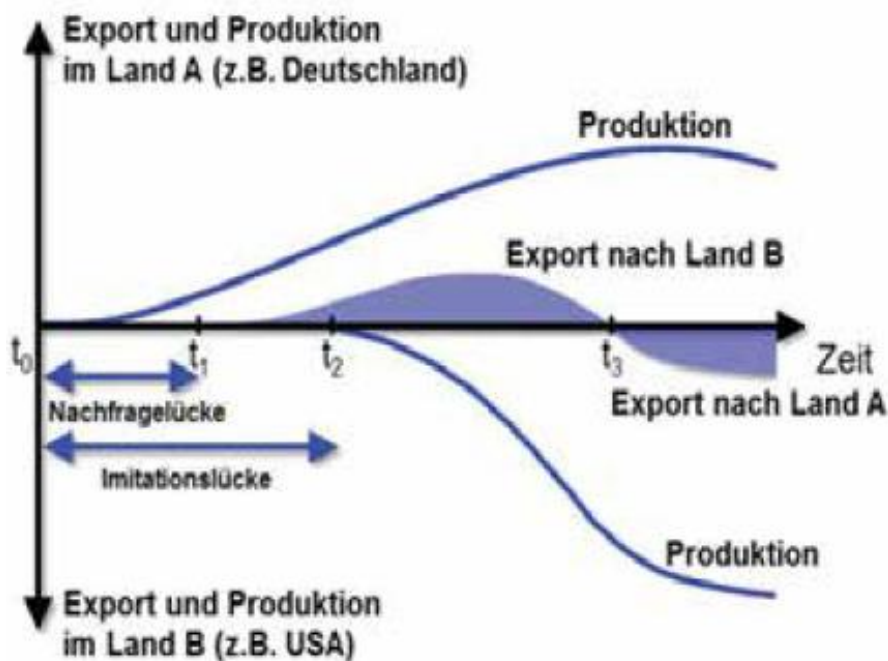 Export und Produktion
im Land A (z.B. Deutschland)
Produktion
Export nach Land B
t0
t1
t2
t3
Zeit
Nachfragelücke
Export nach Land A
Imitationslücke
Produktion
Export und Produktion
im Land B (z.B. USA)